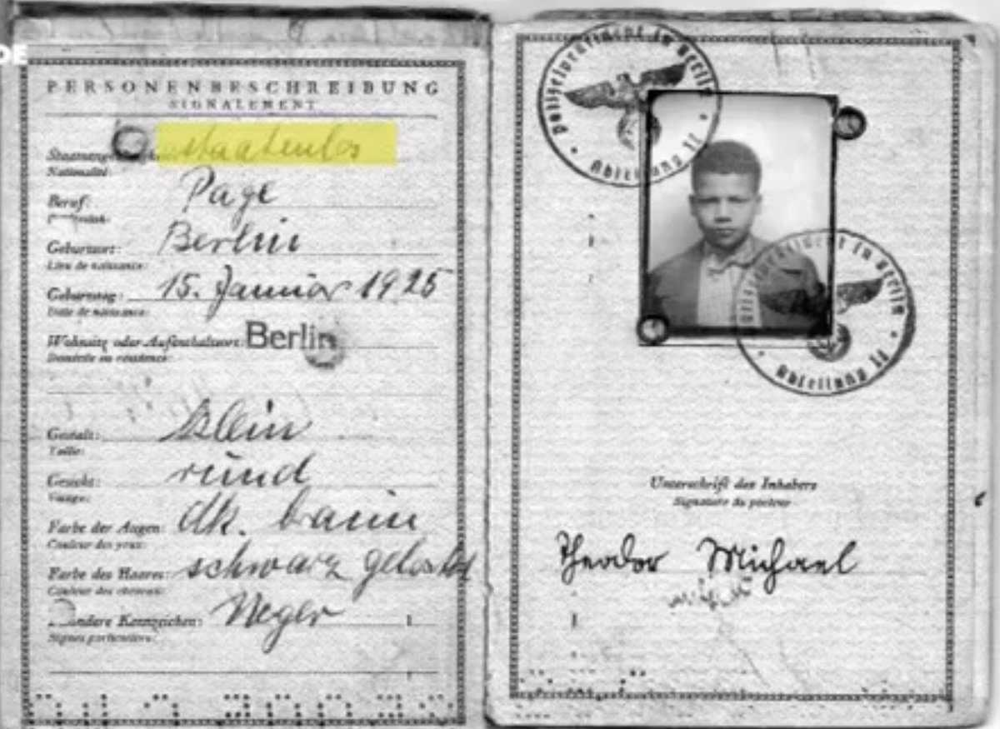 DE
PERSONENBESCHREIBUNG
SIGNALEMENT
staatenlos
Nationalité
Beruf: Page
Geburtsort: Berlin
Lieu de naissance
Geburtstag: 15. Januar 1925
Date de naissance
Wohnsitz oder Aufenthaltsort: Berlin
Domicile ou résidence
Gestalt: Klein
Taille
Gesicht: rund
Visage
Farbe der Augen: dk. braun
Couleur des yeux
Farbe des Haares: schwarz gelockt
Couleur des cheveux
Kennzeichen: Neger
Signes particuliers
Polizeipräsident in Berlin
Abteilung II
Polizeipräsident in Berlin
Abteilung II
Unterschrift des Inhabers
Signature du porteur
Theodor Michael